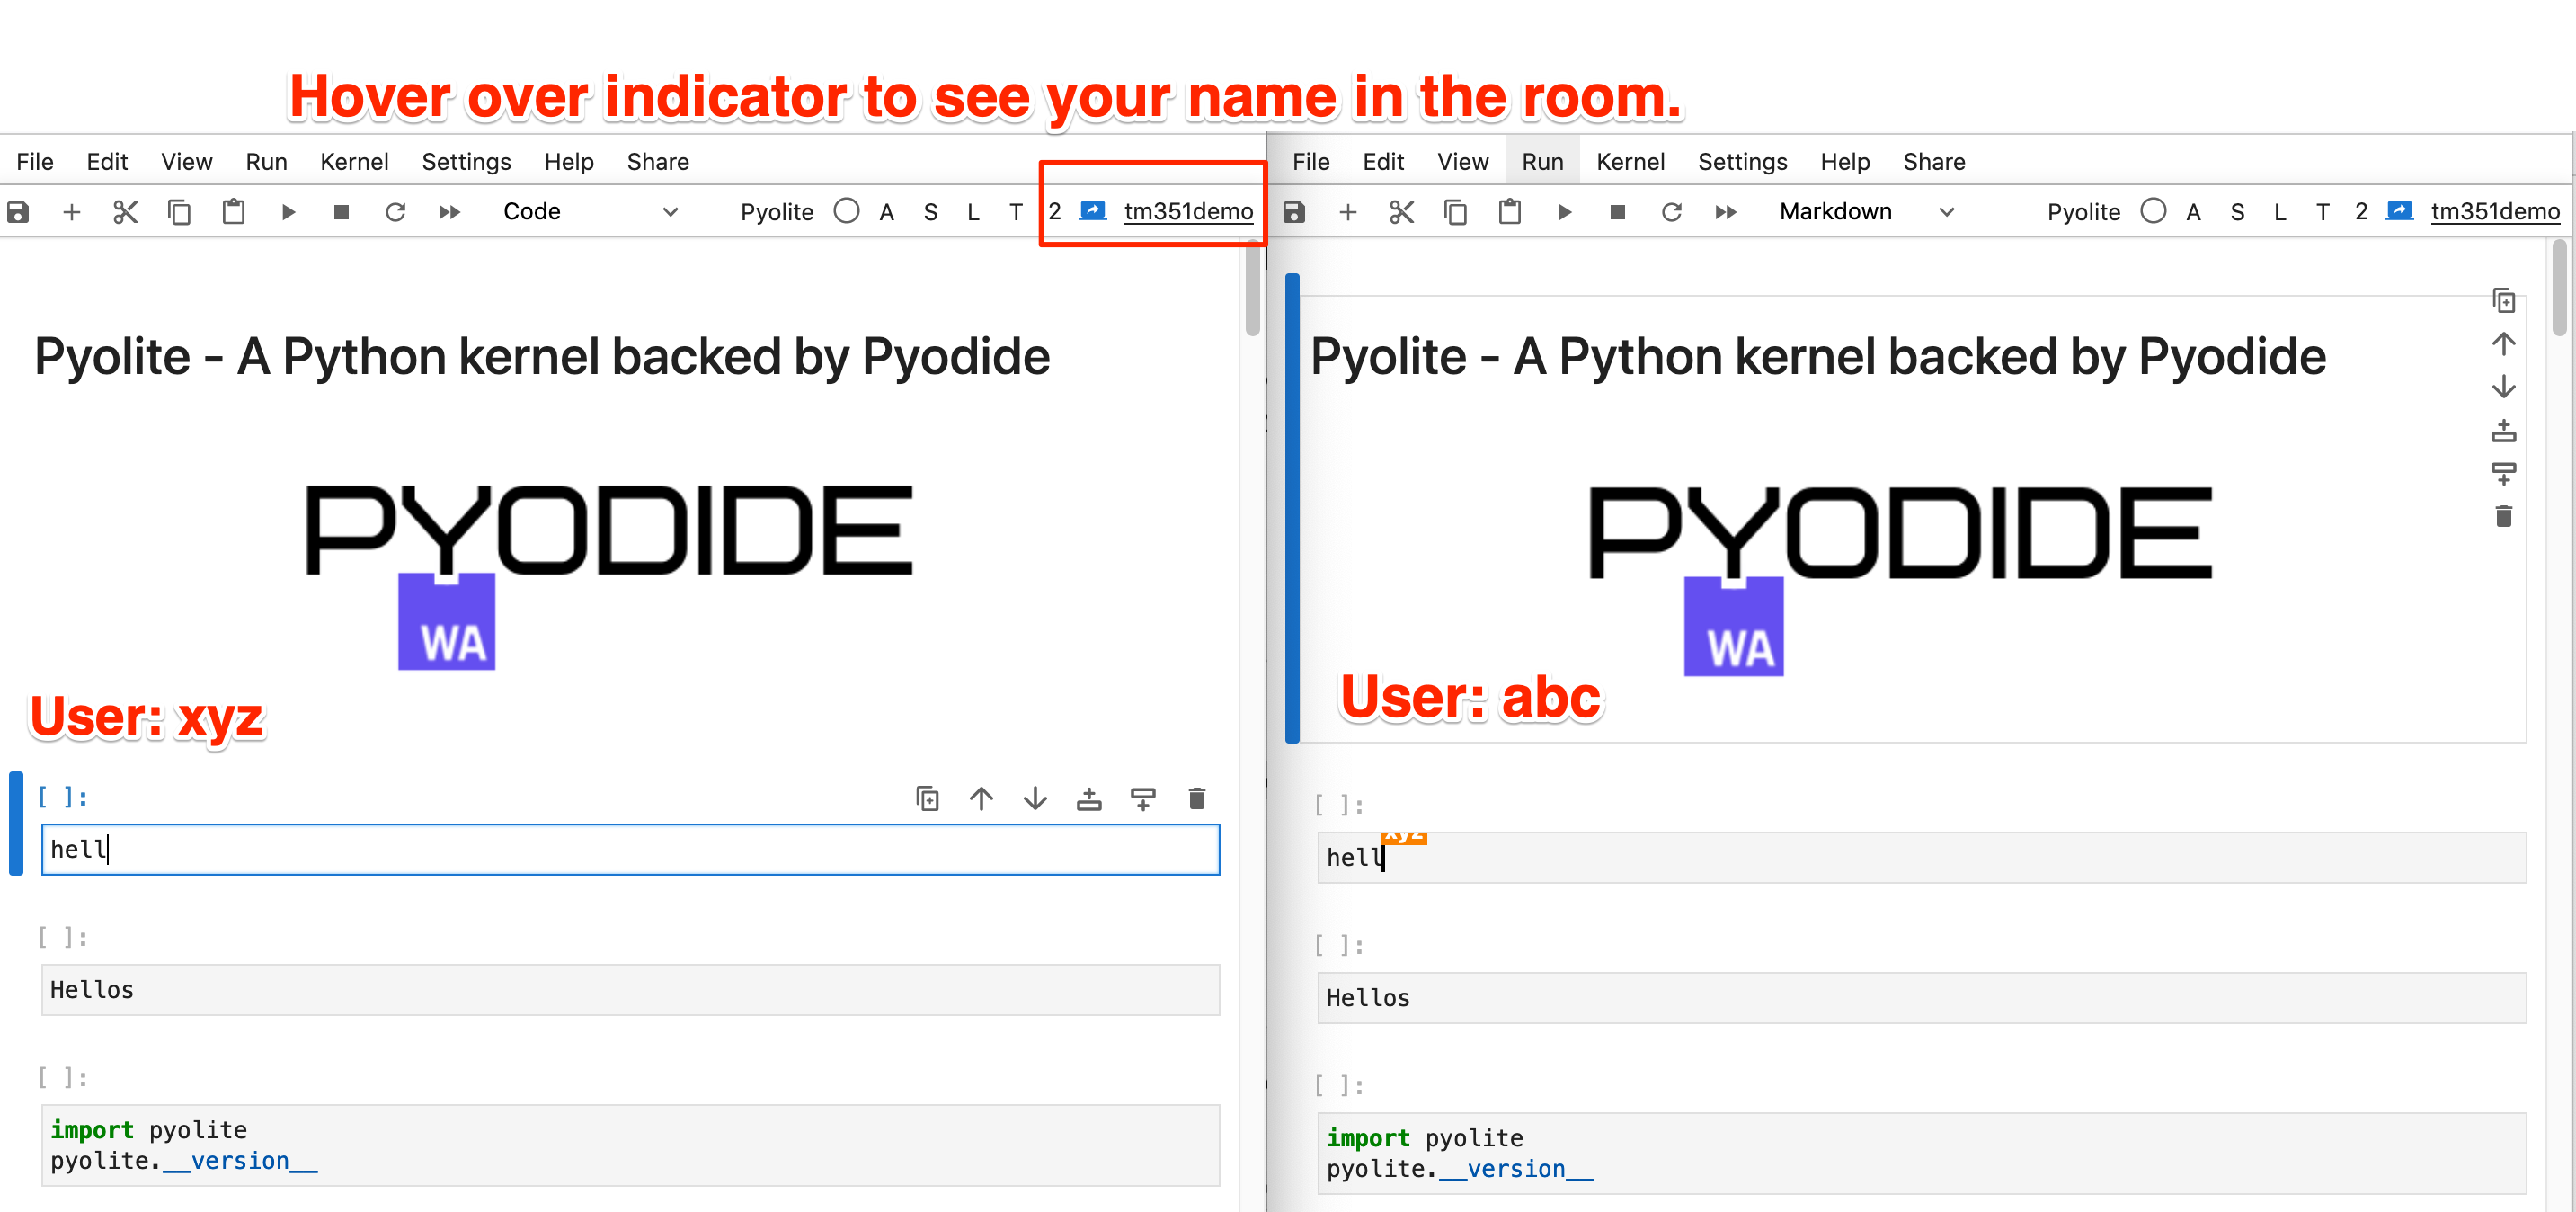 Hover over indicator to see your name in the room.
File Edit View Run Kernel Settings Help Share
Code Pyolite A S L T 2 tm351demo
Pyolite - A Python kernel backed by Pyodide
PYODIDE
WA
User: xyz
[ ]:
hell
[ ]:
Hellos
[ ]:
import pyolite
pyolite.__version__
File Edit View Run Kernel Settings Help Share
Markdown Pyolite A S L T 2 tm351demo
Pyolite - A Python kernel backed by Pyodide
PYODIDE
WA
User: abc
[ ]:
xyz
hell
[ ]:
Hellos
[ ]:
import pyolite
pyolite.__version__